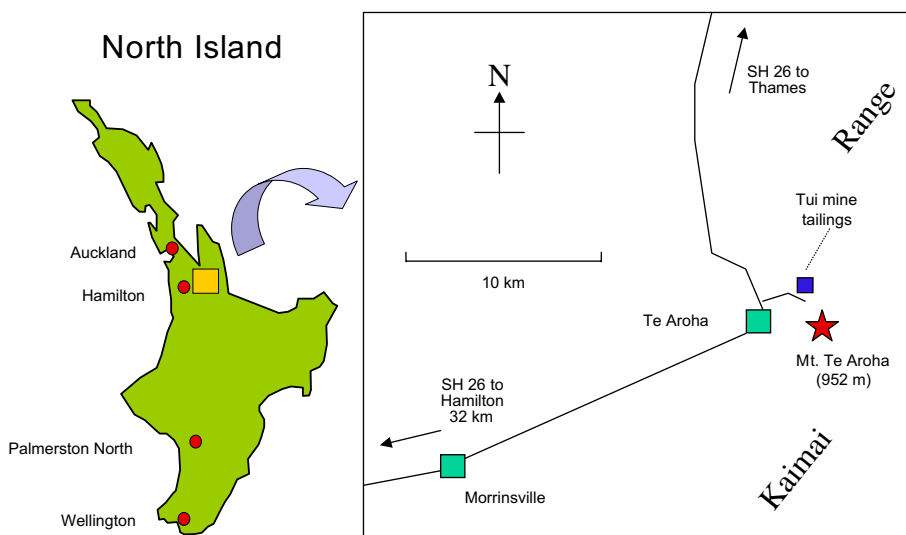 North Island
Auckland
Hamilton
Palmerston North
Wellington
N
SH 26 to
Thames
Range
Tui mine
tailings
10 km
Te Aroha
Mt. Te Aroha
(952 m)
SH 26 to
Hamilton
32 km
Kaimai
Morrinsville